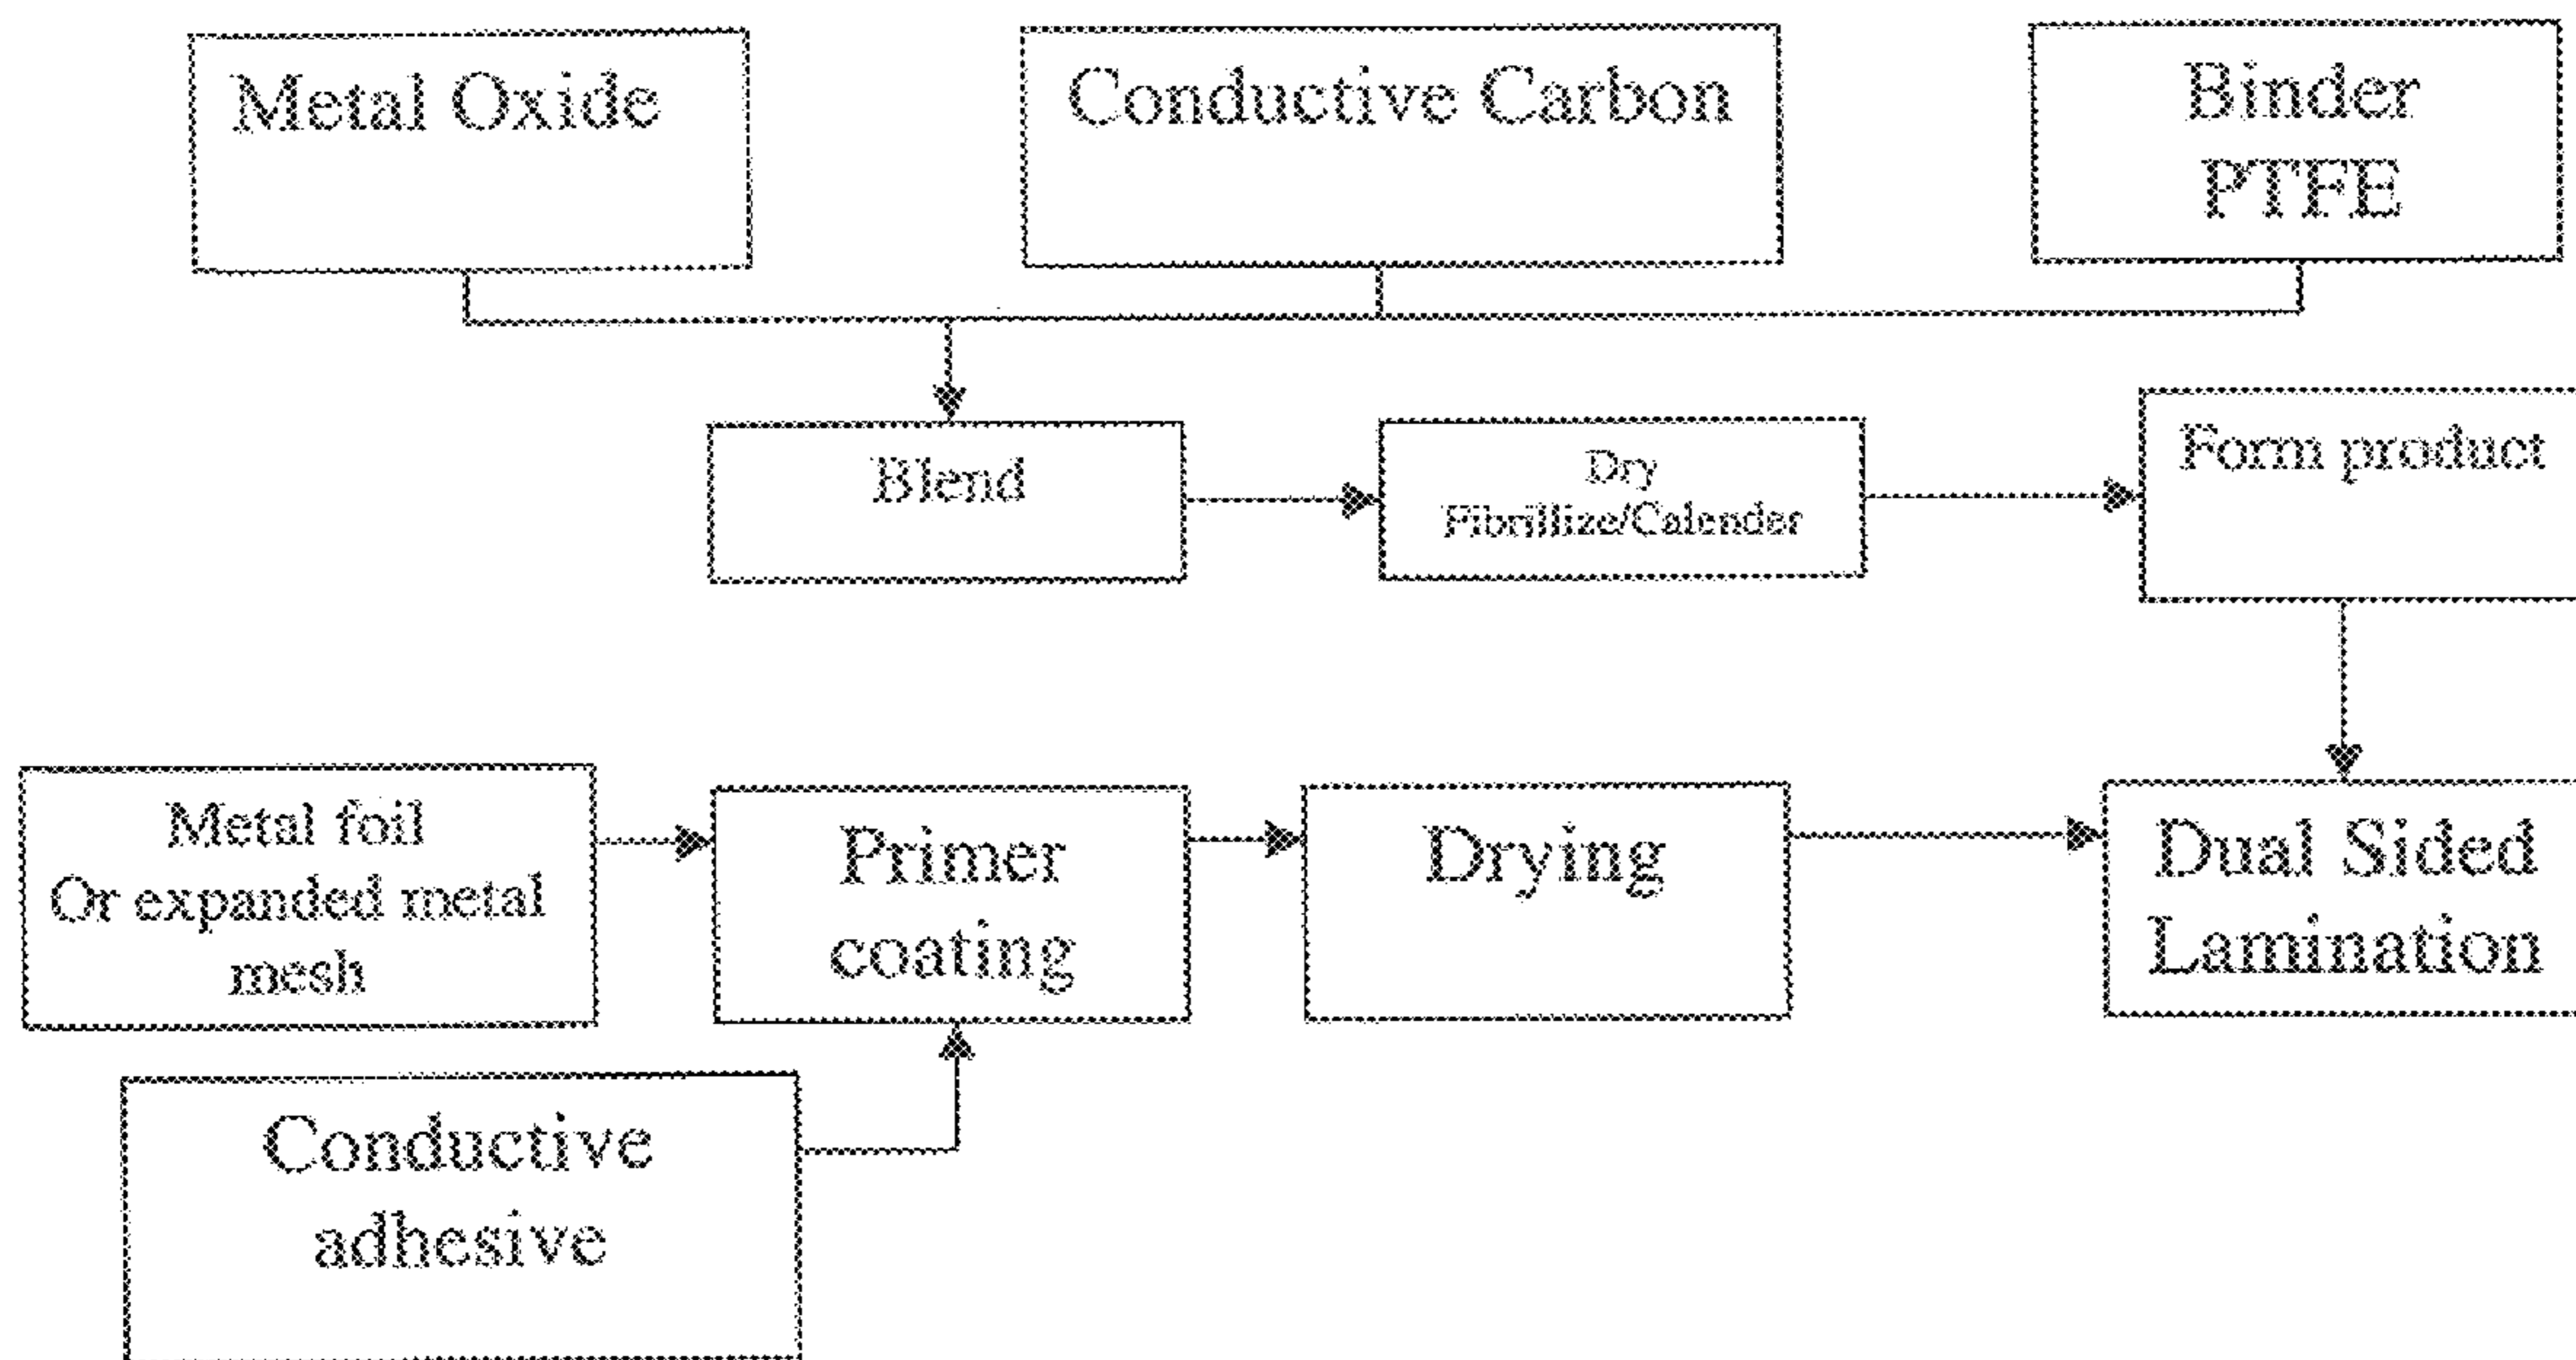 Metal Oxide
Conductive Carbon
Binder
PTFE
Blend
Dry
Fibrillize/Calender
Form product
Metal foil
Or expanded metal
mesh
Primer
coating
Drying
Dual Sided
Lamination
Conductive
adhesive